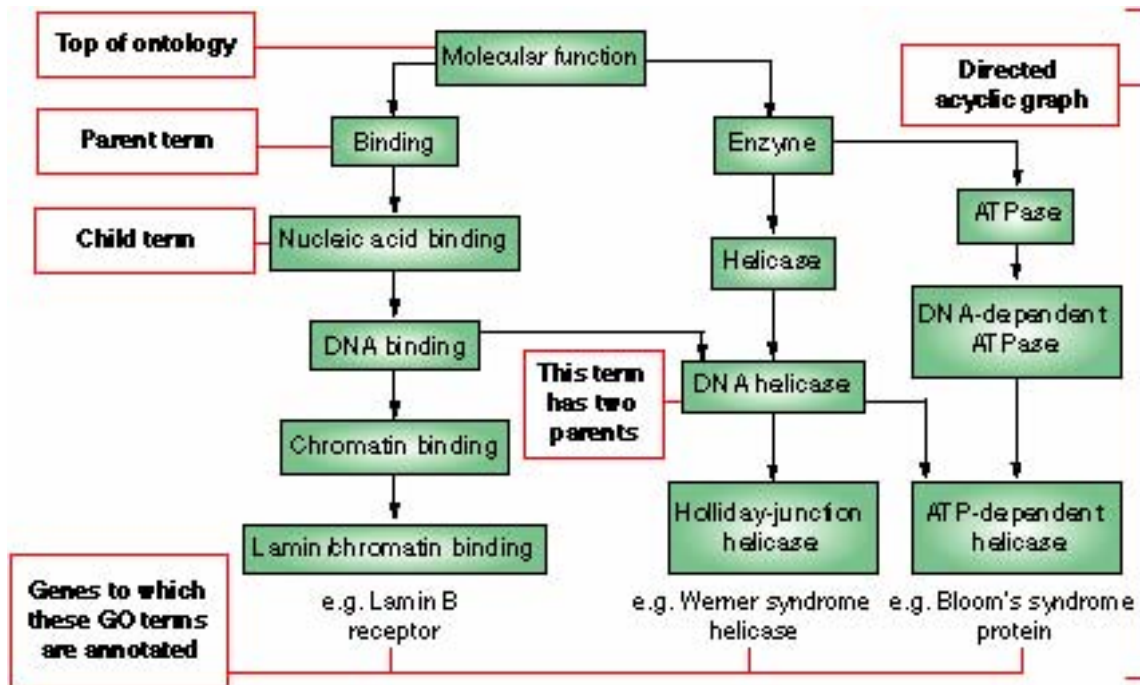 Top of ontology
Molecular function
Directed
acyclic graph
Parent term
Binding
Enzyme
Child term
Nucleic acid binding
Helicase
ATPase
DNA binding
DNA-dependent
ATPase
This term
has two
parents
DNA helicase
Chromatin binding
Holliday-junction
helicase
ATP-dependent
helicase
Lamin/chromatin binding
Genes to which
these GO terms
are annotated
e.g. Lamin B
receptor
e.g. Werner syndrome
helicase
e.g. Bloom's syndrome
protein